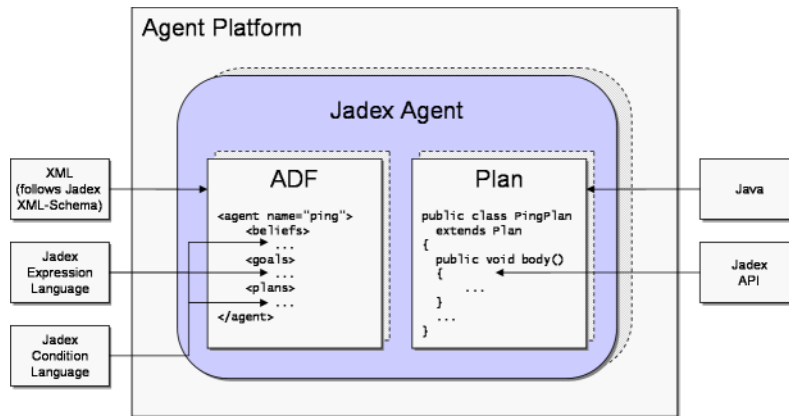 Agent Platform
Jadex Agent
XML
(follows Jadex
XML-Schema)
Jadex
Expression
Language
Jadex
Condition
Language
ADF
<agent name="ping">
<beliefs>
...
<goals>
...
<plans>
...
</agent>
Plan
public class PingPlan
extends Plan
{
public void body()
{
...
}
...
}
Java
Jadex
API